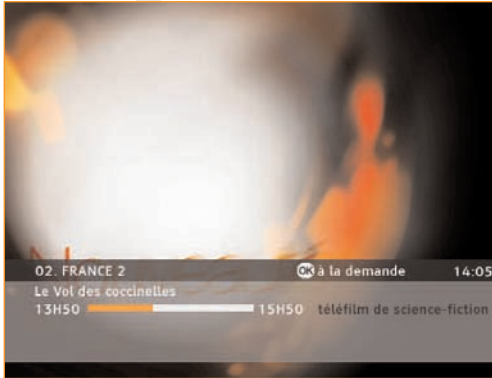 02. FRANCE 2 OK à la demande 14:05
Le Vol des coccinelles
13H50 15H50 téléfilm de science-fiction